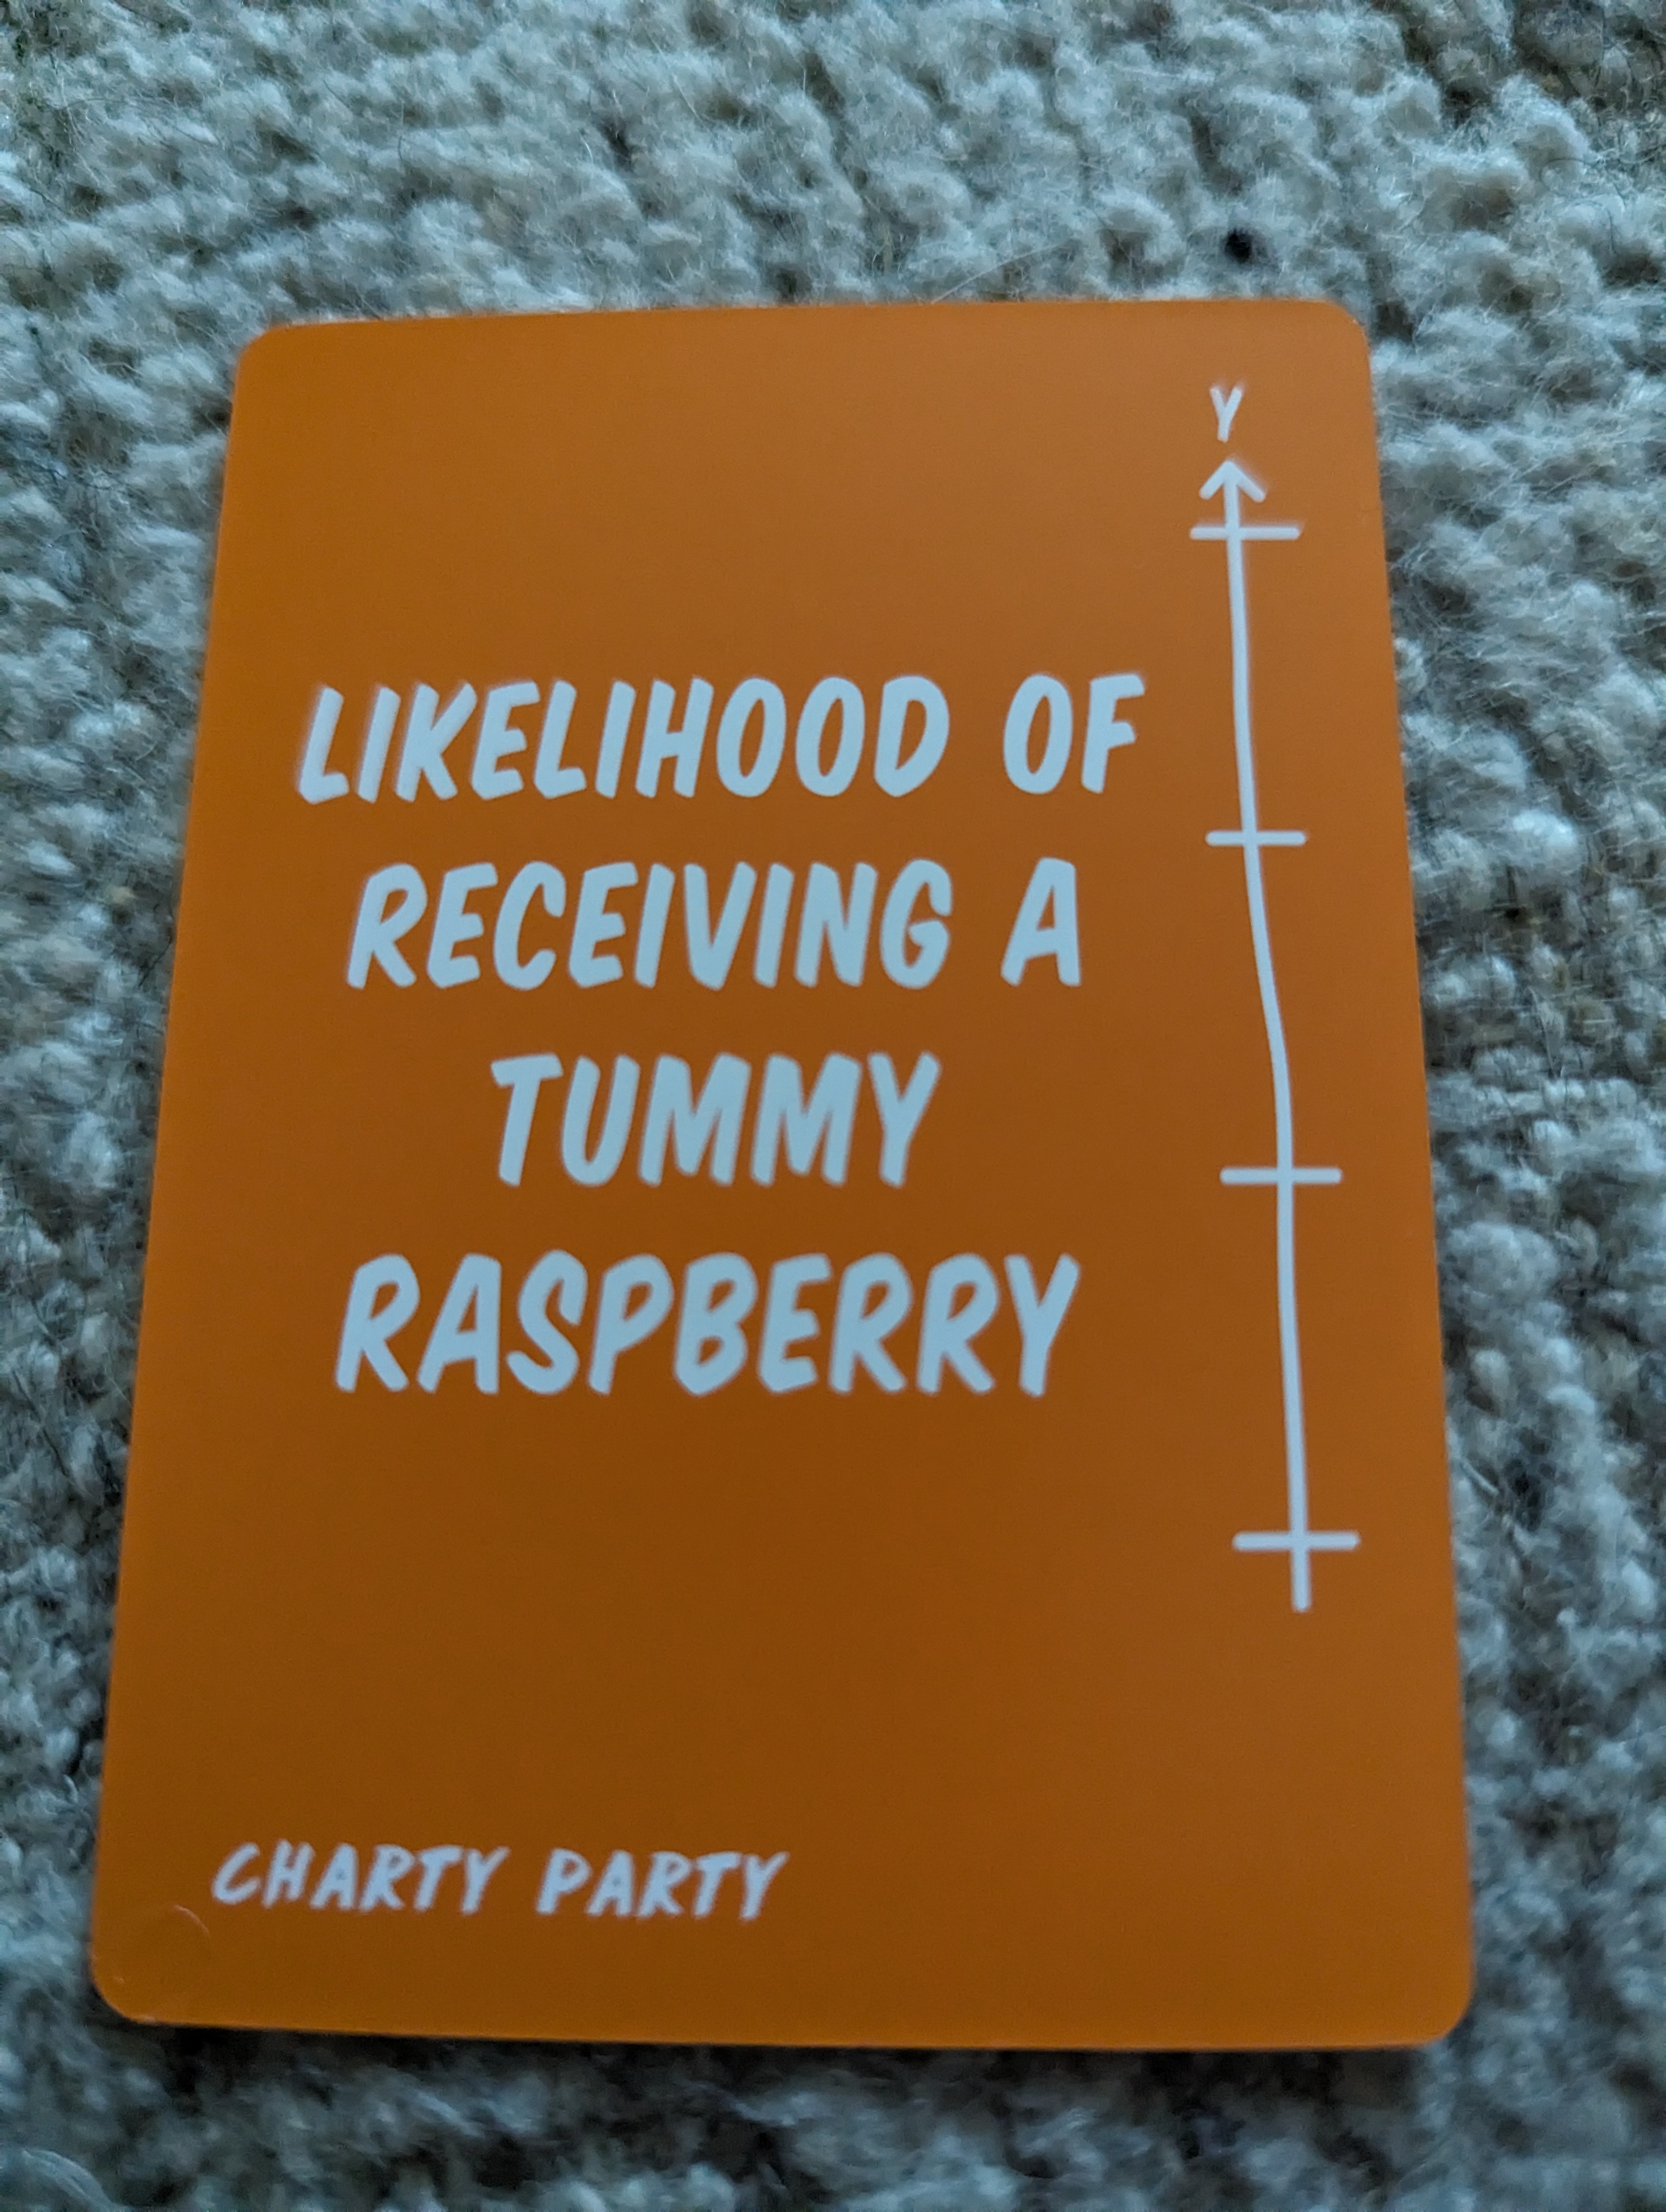 Y
LIKELIHOOD OF
RECEIVING A
TUMMY
RASPBERRY
CHARTY PARTY